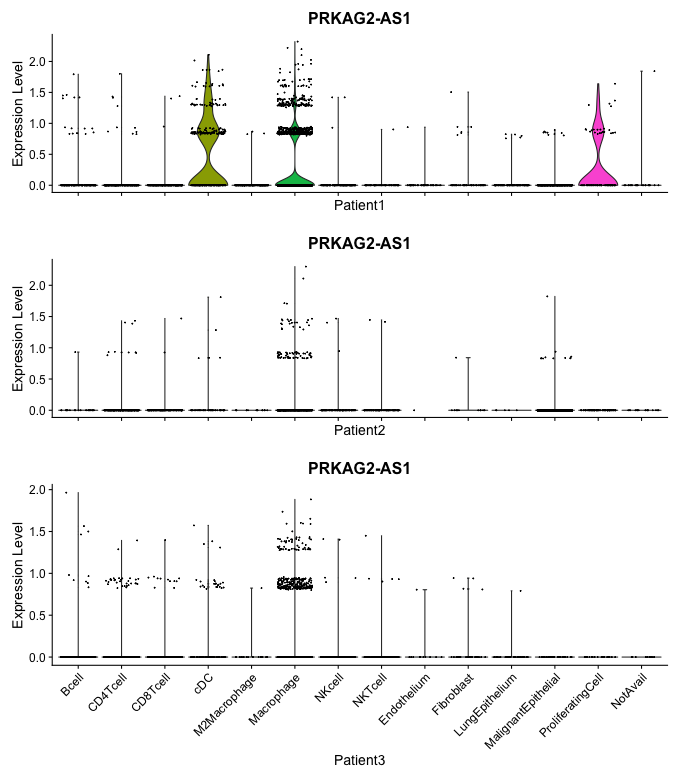 PRKAG2-AS1
Expression Level
2.0
1.5
1.0
0.5
0.0
Patient1
PRKAG2-AS1
Expression Level
2.0
1.5
1.0
0.5
0.0
Patient2
PRKAG2-AS1
Expression Level
2.0
1.5
1.0
0.5
0.0
Bcell
CD4Tcell
CD8Tcell
cDC
M2Macrophage
Macrophage
NKcell
NKTcell
Endothelium
Fibroblast
LungEpithelium
MalignantEpithelial
ProliferatingCell
NotAvail
Patient3